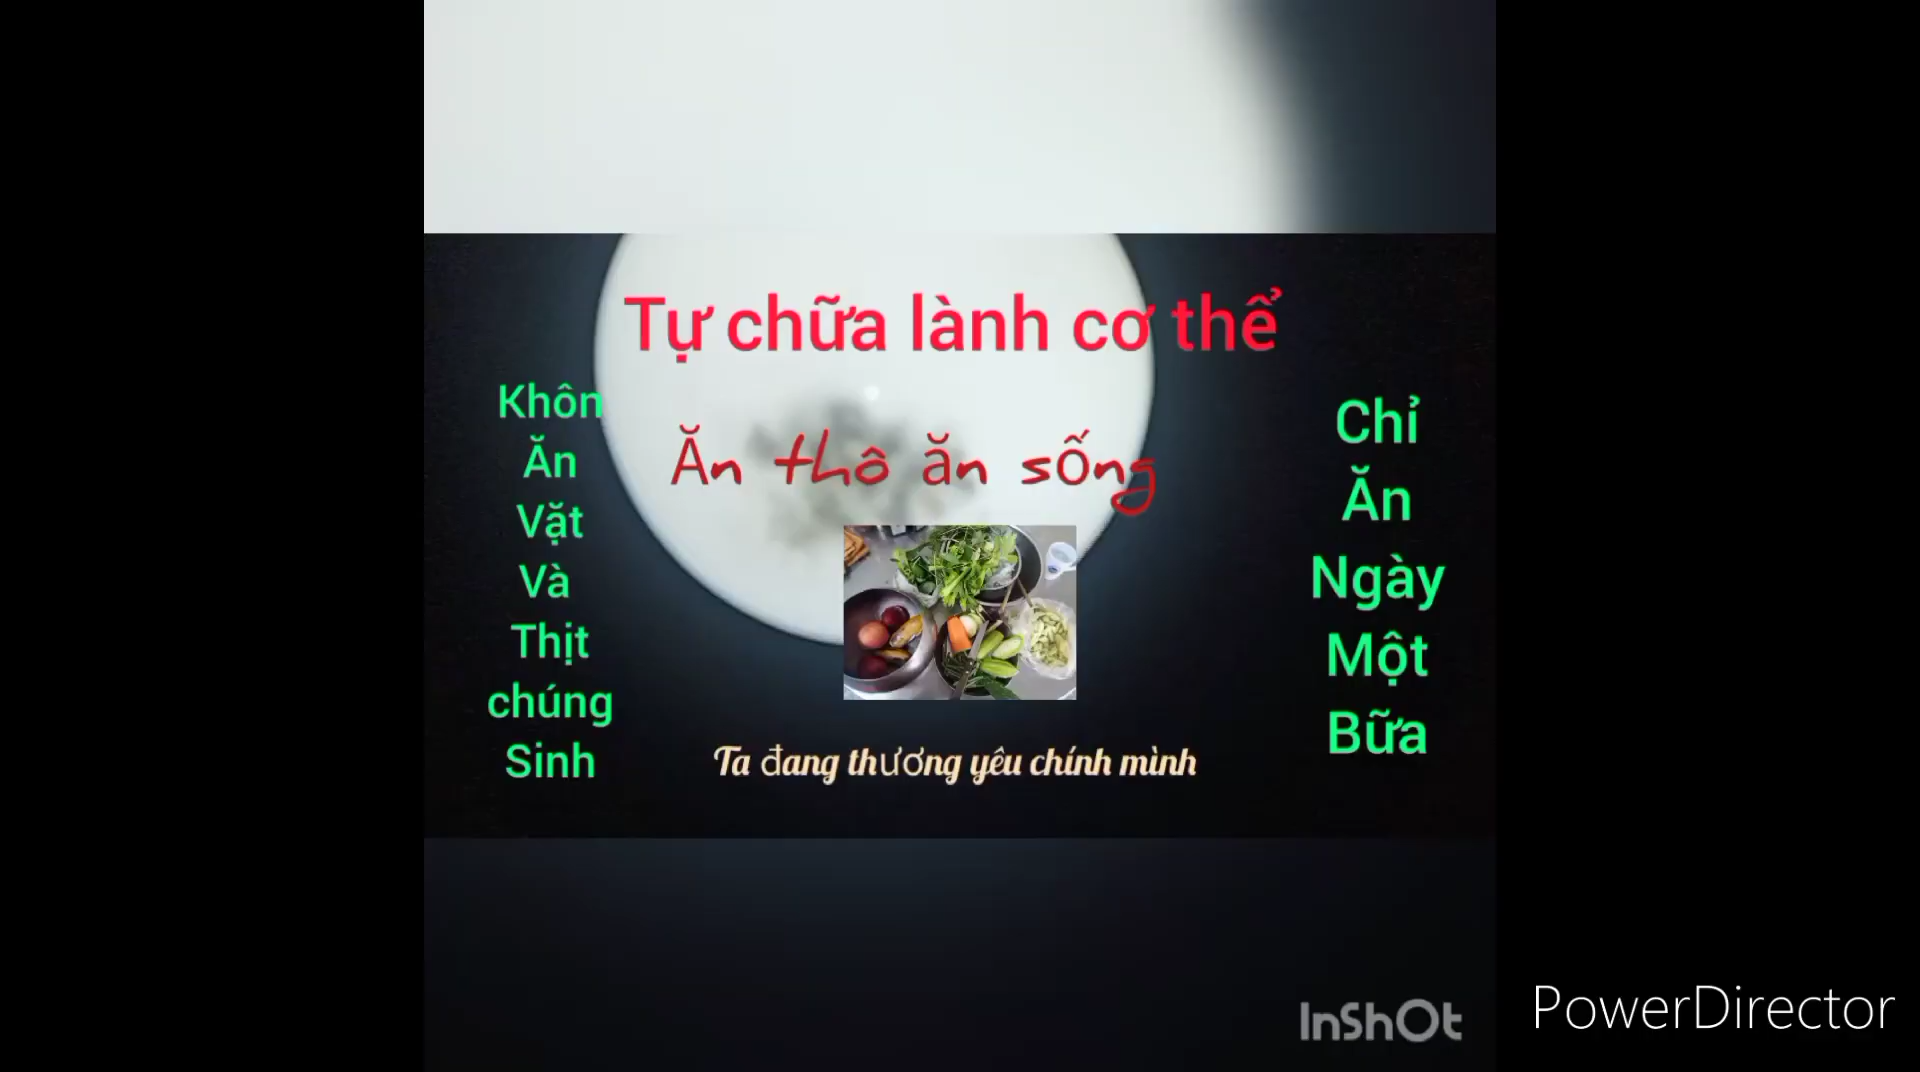 Tự chữa lành cơ thể
Ăn thô ăn sống
Khôn
Ăn
Vặt
Và
Thịt
chúng
Sinh
Chỉ
Ăn
Ngày
Một
Bữa
Ta đang thương yêu chính mình
InShOt
PowerDirector